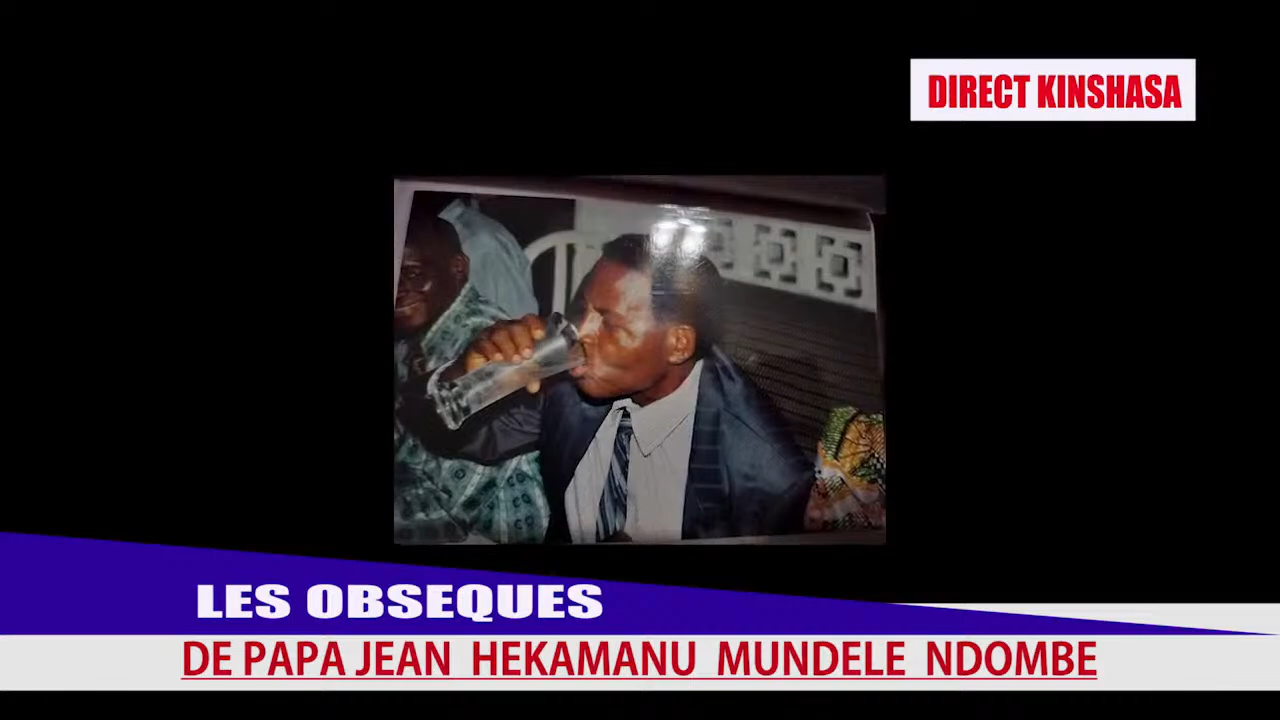 DIRECT KINSHASA
LES OBSEQUES
DE PAPA JEAN HEKAMANU MUNDELE NDOMBE